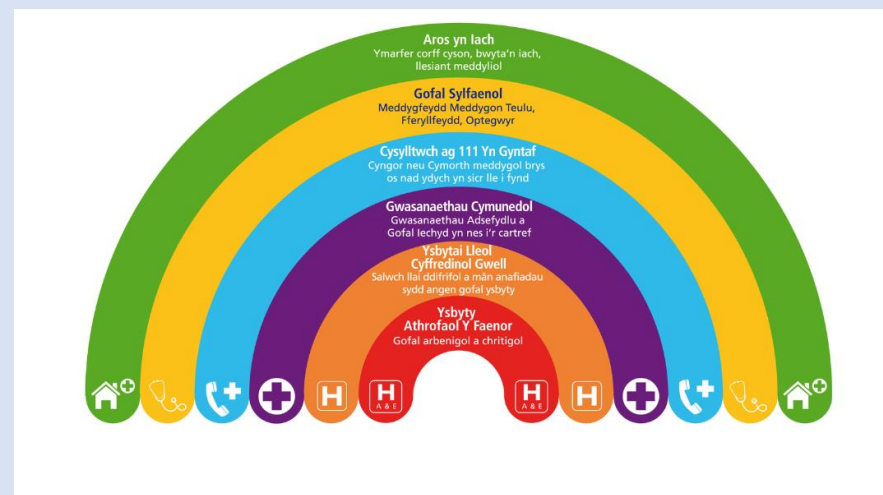 Aros yn Iach
Ymarfer corff cyson, bwyta'n iach,
llesiant meddyliol
Gofal Sylfaenol
Meddygfeydd Meddygon Teulu,
Fferyllfeydd, Optegwyr
Cysylltwch ag 111 Yn Gyntaf
Cyngor neu Cymorth meddygol brys
os nad ydych yn sicr lle i fynd
Gwasanaethau Cymunedol
Gwasanaethau Adsefydlu a
Gofal Iechyd yn nes i'r cartref
Ysbytai Lleol
Cyffredinol Gwell
Salwch llai ddifrifol a mân anafiadau
sydd angen gofal ysbyty
Ysbyty
Athrofaol Y Faenor
Gofal arbenigol a chritigol
H
H
A & E
H
A & E
H